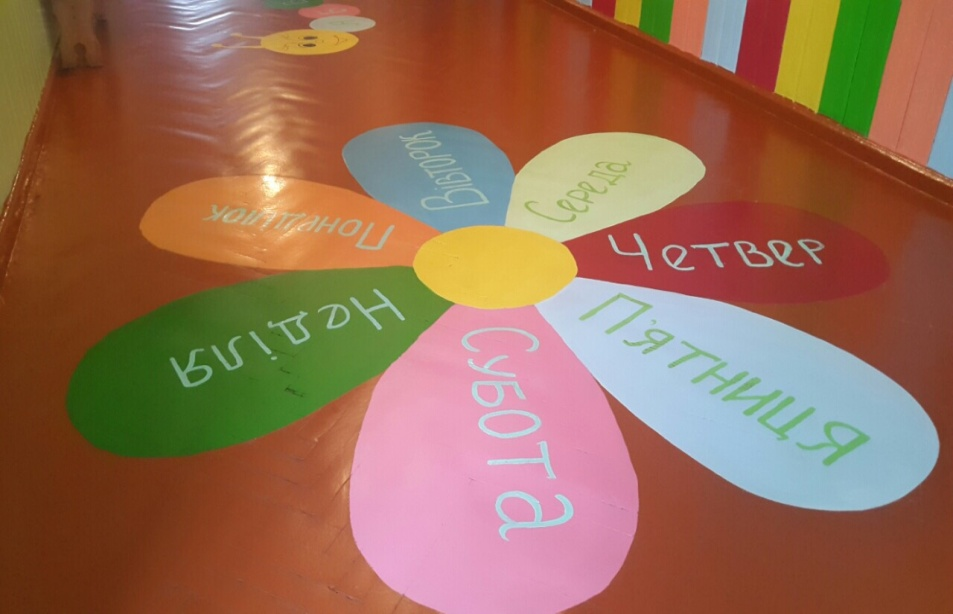 Понеділок
Вівторок
Середа
Четвер
П'ятниця
Субота
Неділя